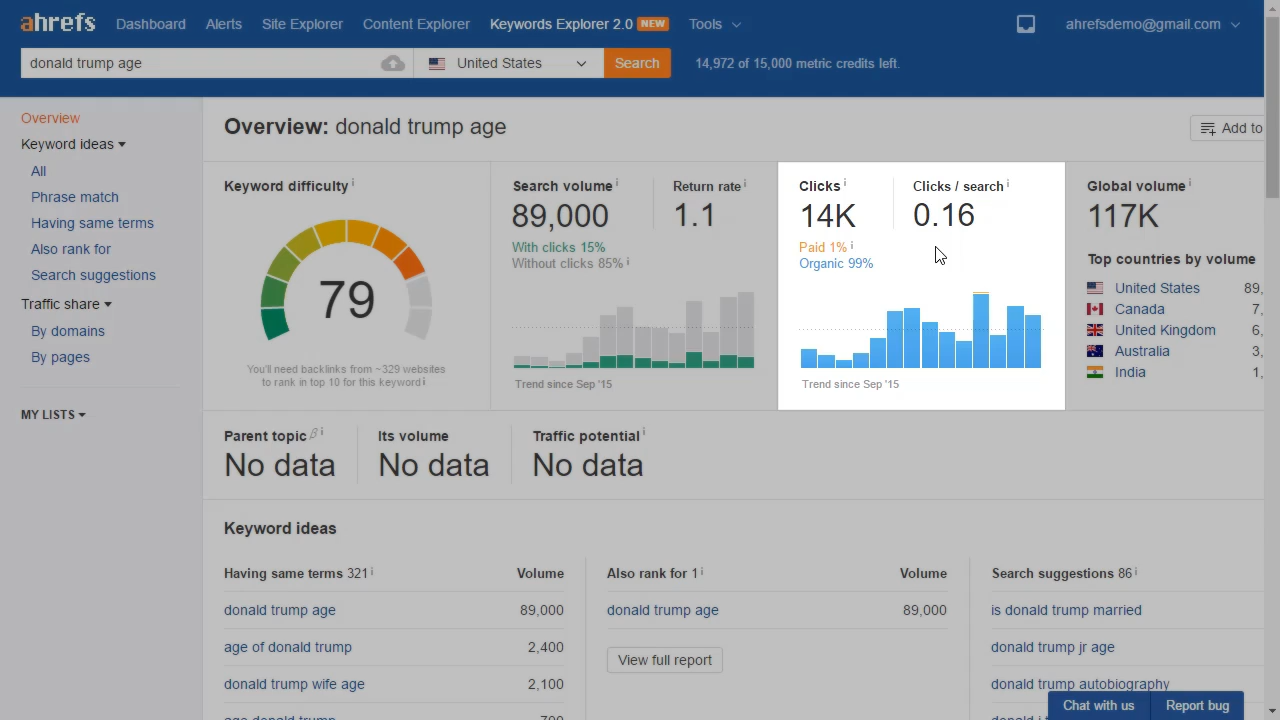 ahrefs Dashboard Alerts Site Explorer Content Explorer Keywords Explorer 2.0 NEW Tools ahrefsdemo@gmail.com
donald trump age United States Search 14,972 of 15,000 metric credits left.
Overview
Keyword ideas
All
Phrase match
Having same terms
Also rank for
Search suggestions
Traffic share
By domains
By pages
MY LISTS
Overview: donald trump age
Add to
Keyword difficulty i
79
You'll need backlinks from ~329 websites
to rank in top 10 for this keyword i
Search volume i
89,000
With clicks 15%
Without clicks 85% i
Return rate i
1.1
Trend since Sep '15
Clicks i
14K
Paid 1% i
Organic 99%
Clicks / search i
0.16
Trend since Sep '15
Global volume i
117K
Top countries by volume
United States 89,
Canada 7,
United Kingdom 6,
Australia 3,
India 1,
Parent topic β i
No data
Its volume
No data
Traffic potential i
No data
Keyword ideas
Having same terms 321 i Volume
donald trump age 89,000
age of donald trump 2,400
donald trump wife age 2,100
age donald trump 700
Also rank for 1 i Volume
donald trump age 89,000
View full report
Search suggestions 86 i
is donald trump married
donald trump jr age
donald trump autobiography
Chat with us Report bug